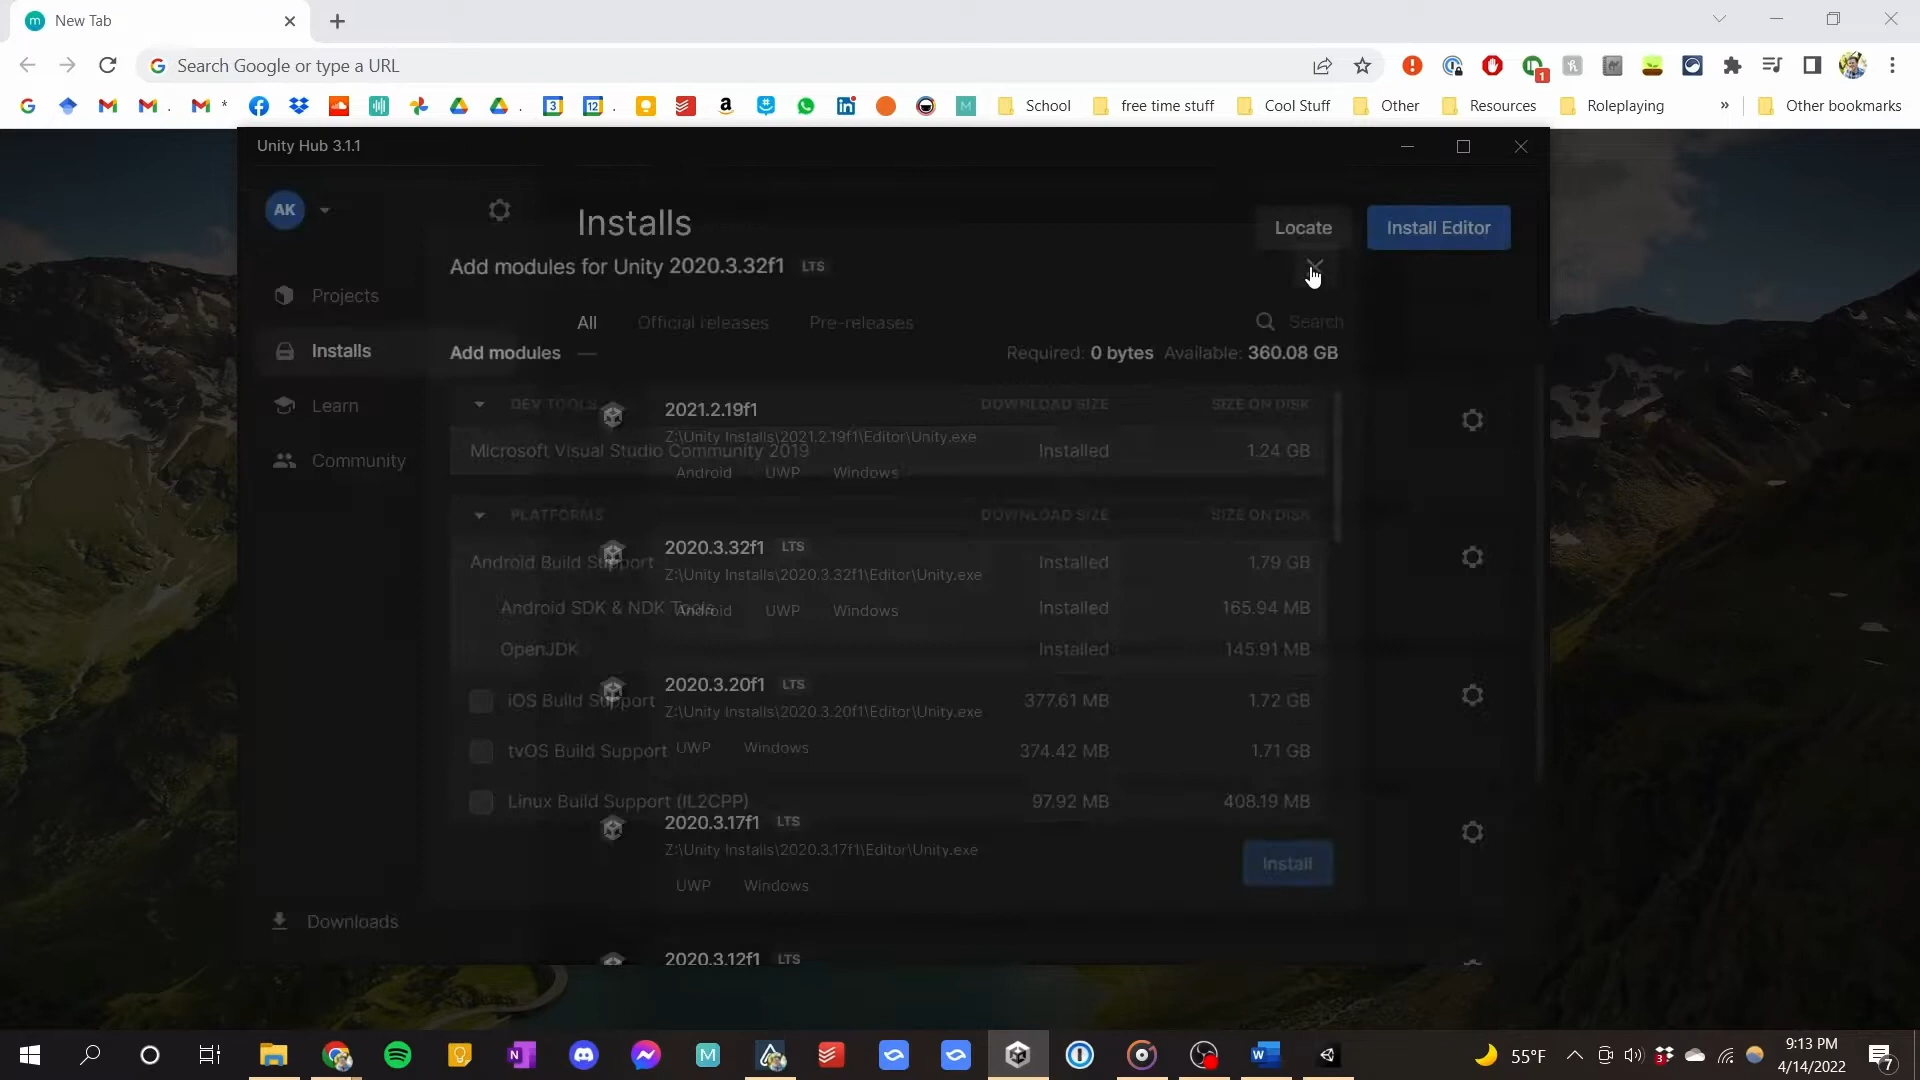 New Tab
Search Google or type a URL
1
School
free time stuff
Cool Stuff
Other
Resources
Roleplaying
»
Other bookmarks
Unity Hub 3.1.1
AK
Installs
Locate
Install Editor
Add modules for Unity 2020.3.32f1 LTS
Projects
All
Official releases
Pre-releases
Search
Installs
Add modules
Required: 0 bytes Available: 360.08 GB
Learn
DEV TOOLS
DOWNLOAD SIZE
SIZE ON DISK
2021.2.19f1
Z:\Unity Installs\2021.2.19f1\Editor\Unity.exe
Microsoft Visual Studio Community 2019
Installed
1.24 GB
Community
Android
UWP
Windows
PLATFORMS
DOWNLOAD SIZE
SIZE ON DISK
2020.3.32f1 LTS
Android Build Support
Installed
1.79 GB
Z:\Unity Installs\2020.3.32f1\Editor\Unity.exe
Android SDK & NDK Tools
Installed
165.94 MB
Android
UWP
Windows
OpenJDK
Installed
145.91 MB
2020.3.20f1 LTS
iOS Build Support
377.61 MB
1.72 GB
Z:\Unity Installs\2020.3.20f1\Editor\Unity.exe
tvOS Build Support
374.42 MB
1.71 GB
UWP
Windows
Linux Build Support (IL2CPP)
97.92 MB
408.19 MB
2020.3.17f1 LTS
Z:\Unity Installs\2020.3.17f1\Editor\Unity.exe
Install
UWP
Windows
Downloads
2020.3.12f1 LTS
55°F
9:13 PM
4/14/2022
7